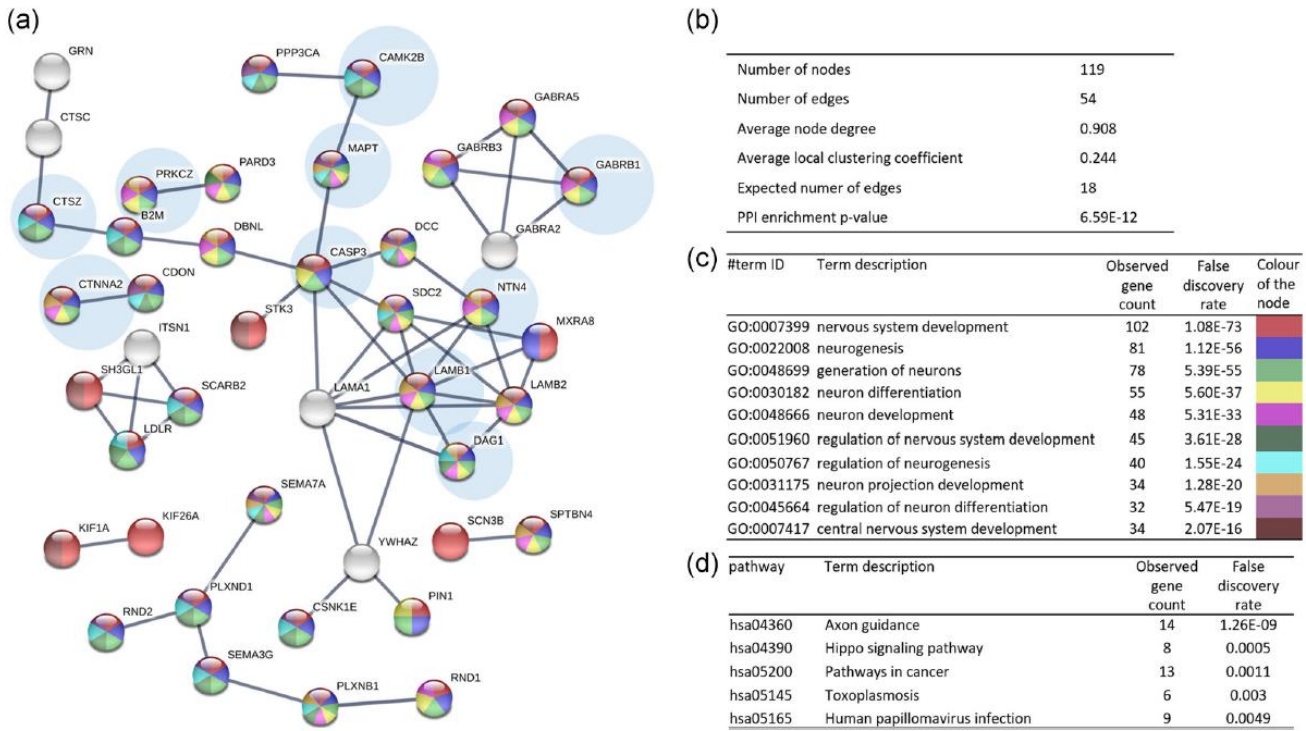 (a)
GRN
CTSC
CTSZ
B2M
PRKCZ
PARD3
DBNL
PPP3CA
CAMK2B
MAPT
GABRA5
GABRB3
GABRB1
GABRA2
CASP3
DCC
CTNNA2
CDON
STK3
SDC2
NTN4
MXRA8
ITSN1
SH3GL1
SCARB2
LDLR
LAMA1
LAMB1
LAMB2
DAG1
SEMA7A
KIF1A
KIF26A
SCN3B
SPTBN4
YWHAZ
PLXND1
RND2
CSNK1E
PIN1
SEMA3G
PLXNB1
RND1
(b)
Number of nodes 119
Number of edges 54
Average node degree 0.908
Average local clustering coefficient 0.244
Expected numer of edges 18
PPI enrichment p-value 6.59E-12
(c)
#term ID Term description Observed gene count False discovery rate Colour of the node
GO:0007399 nervous system development 102 1.08E-73
GO:0022008 neurogenesis 81 1.12E-56
GO:0048699 generation of neurons 78 5.39E-55
GO:0030182 neuron differentiation 55 5.60E-37
GO:0048666 neuron development 48 5.31E-33
GO:0051960 regulation of nervous system development 45 3.61E-28
GO:0050767 regulation of neurogenesis 40 1.55E-24
GO:0031175 neuron projection development 34 1.28E-20
GO:0045664 regulation of neuron differentiation 32 5.47E-19
GO:0007417 central nervous system development 34 2.07E-16
(d)
pathway Term description Observed gene count False discovery rate
hsa04360 Axon guidance 14 1.26E-09
hsa04390 Hippo signaling pathway 8 0.0005
hsa05200 Pathways in cancer 13 0.0011
hsa05145 Toxoplasmosis 6 0.003
hsa05165 Human papillomavirus infection 9 0.0049